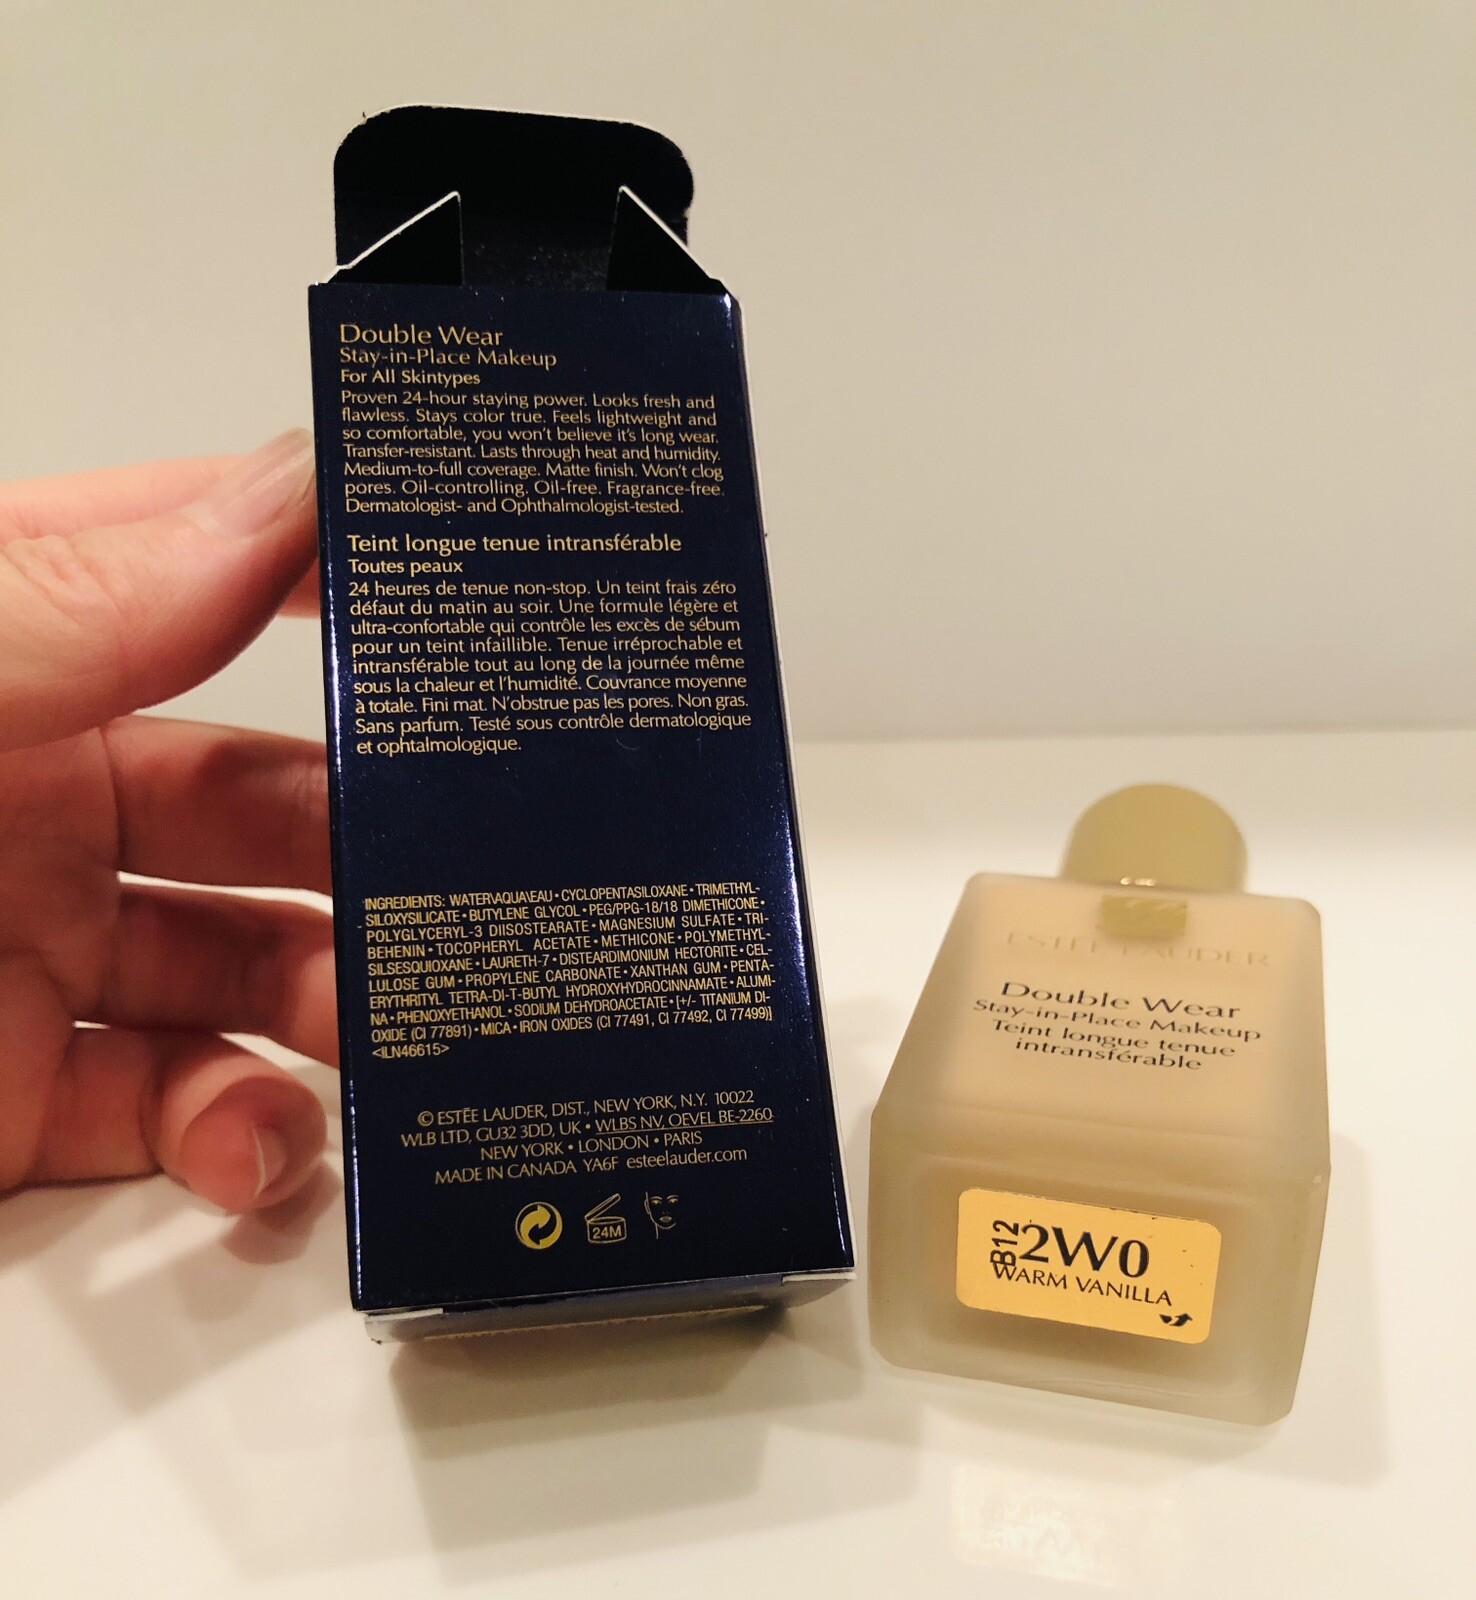 Double Wear
Stay-in-Place Makeup
For All Skintypes
Proven 24-hour staying power. Looks fresh and
flawless. Stays color true. Feels lightweight and
so comfortable, you won't believe it's long wear.
Transfer-resistant. Lasts through heat and humidity.
Medium-to-full coverage. Matte finish. Won't clog
pores. Oil-controlling. Oil-free. Fragrance-free.
Dermatologist- and Ophthalmologist-tested.
Teint longue tenue intransférable
Toutes peaux
24 heures de tenue non-stop. Un teint frais zéro
défaut du matin au soir. Une formule légère et
ultra-confortable qui contrôle les excès de sébum
pour un teint infaillible. Tenue irréprochable et
intransférable tout au long de la journée même
sous la chaleur et l'humidité. Couvrance moyenne
à totale. Fini mat. N'obstrue pas les pores. Non gras.
Sans parfum. Testé sous contrôle dermatologique
et ophtalmologique.
INGREDIENTS: WATER\AQUA\EAU • CYCLOPENTASILOXANE • TRIMETHYL-
SILOXYSILICATE • BUTYLENE GLYCOL • PEG/PPG-18/18 DIMETHICONE •
POLYGLYCERYL-3 DIISOSTEARATE • MAGNESIUM SULFATE • TRI-
BEHENIN • TOCOPHERYL ACETATE • METHICONE • POLYMETHYL-
SILSESQUIOXANE • LAURETH-7 • DISTEARDIMONIUM HECTORITE • CEL-
LULOSE GUM • PROPYLENE CARBONATE • XANTHAN GUM • PENTA-
ERYTHRITYL TETRA-DI-T-BUTYL HYDROXYHYDROCINNAMATE • ALUMI-
NA • PHENOXYETHANOL • SODIUM DEHYDROACETATE • [+/- TITANIUM DI-
OXIDE (CI 77891) • MICA • IRON OXIDES (CI 77491, CI 77492, CI 77499)]
<ILN46615>
© ESTÉE LAUDER, DIST., NEW YORK, N.Y. 10022
WLB LTD, GU32 3DD, UK • WLBS NV, OEVEL BE-2260
NEW YORK • LONDON • PARIS
MADE IN CANADA YA6F esteelauder.com
24M
ESTĒE LAUDER
Double Wear
Stay-in-Place Makeup
Teint longue tenue
intransférable
B12
2W0
WARM VANILLA